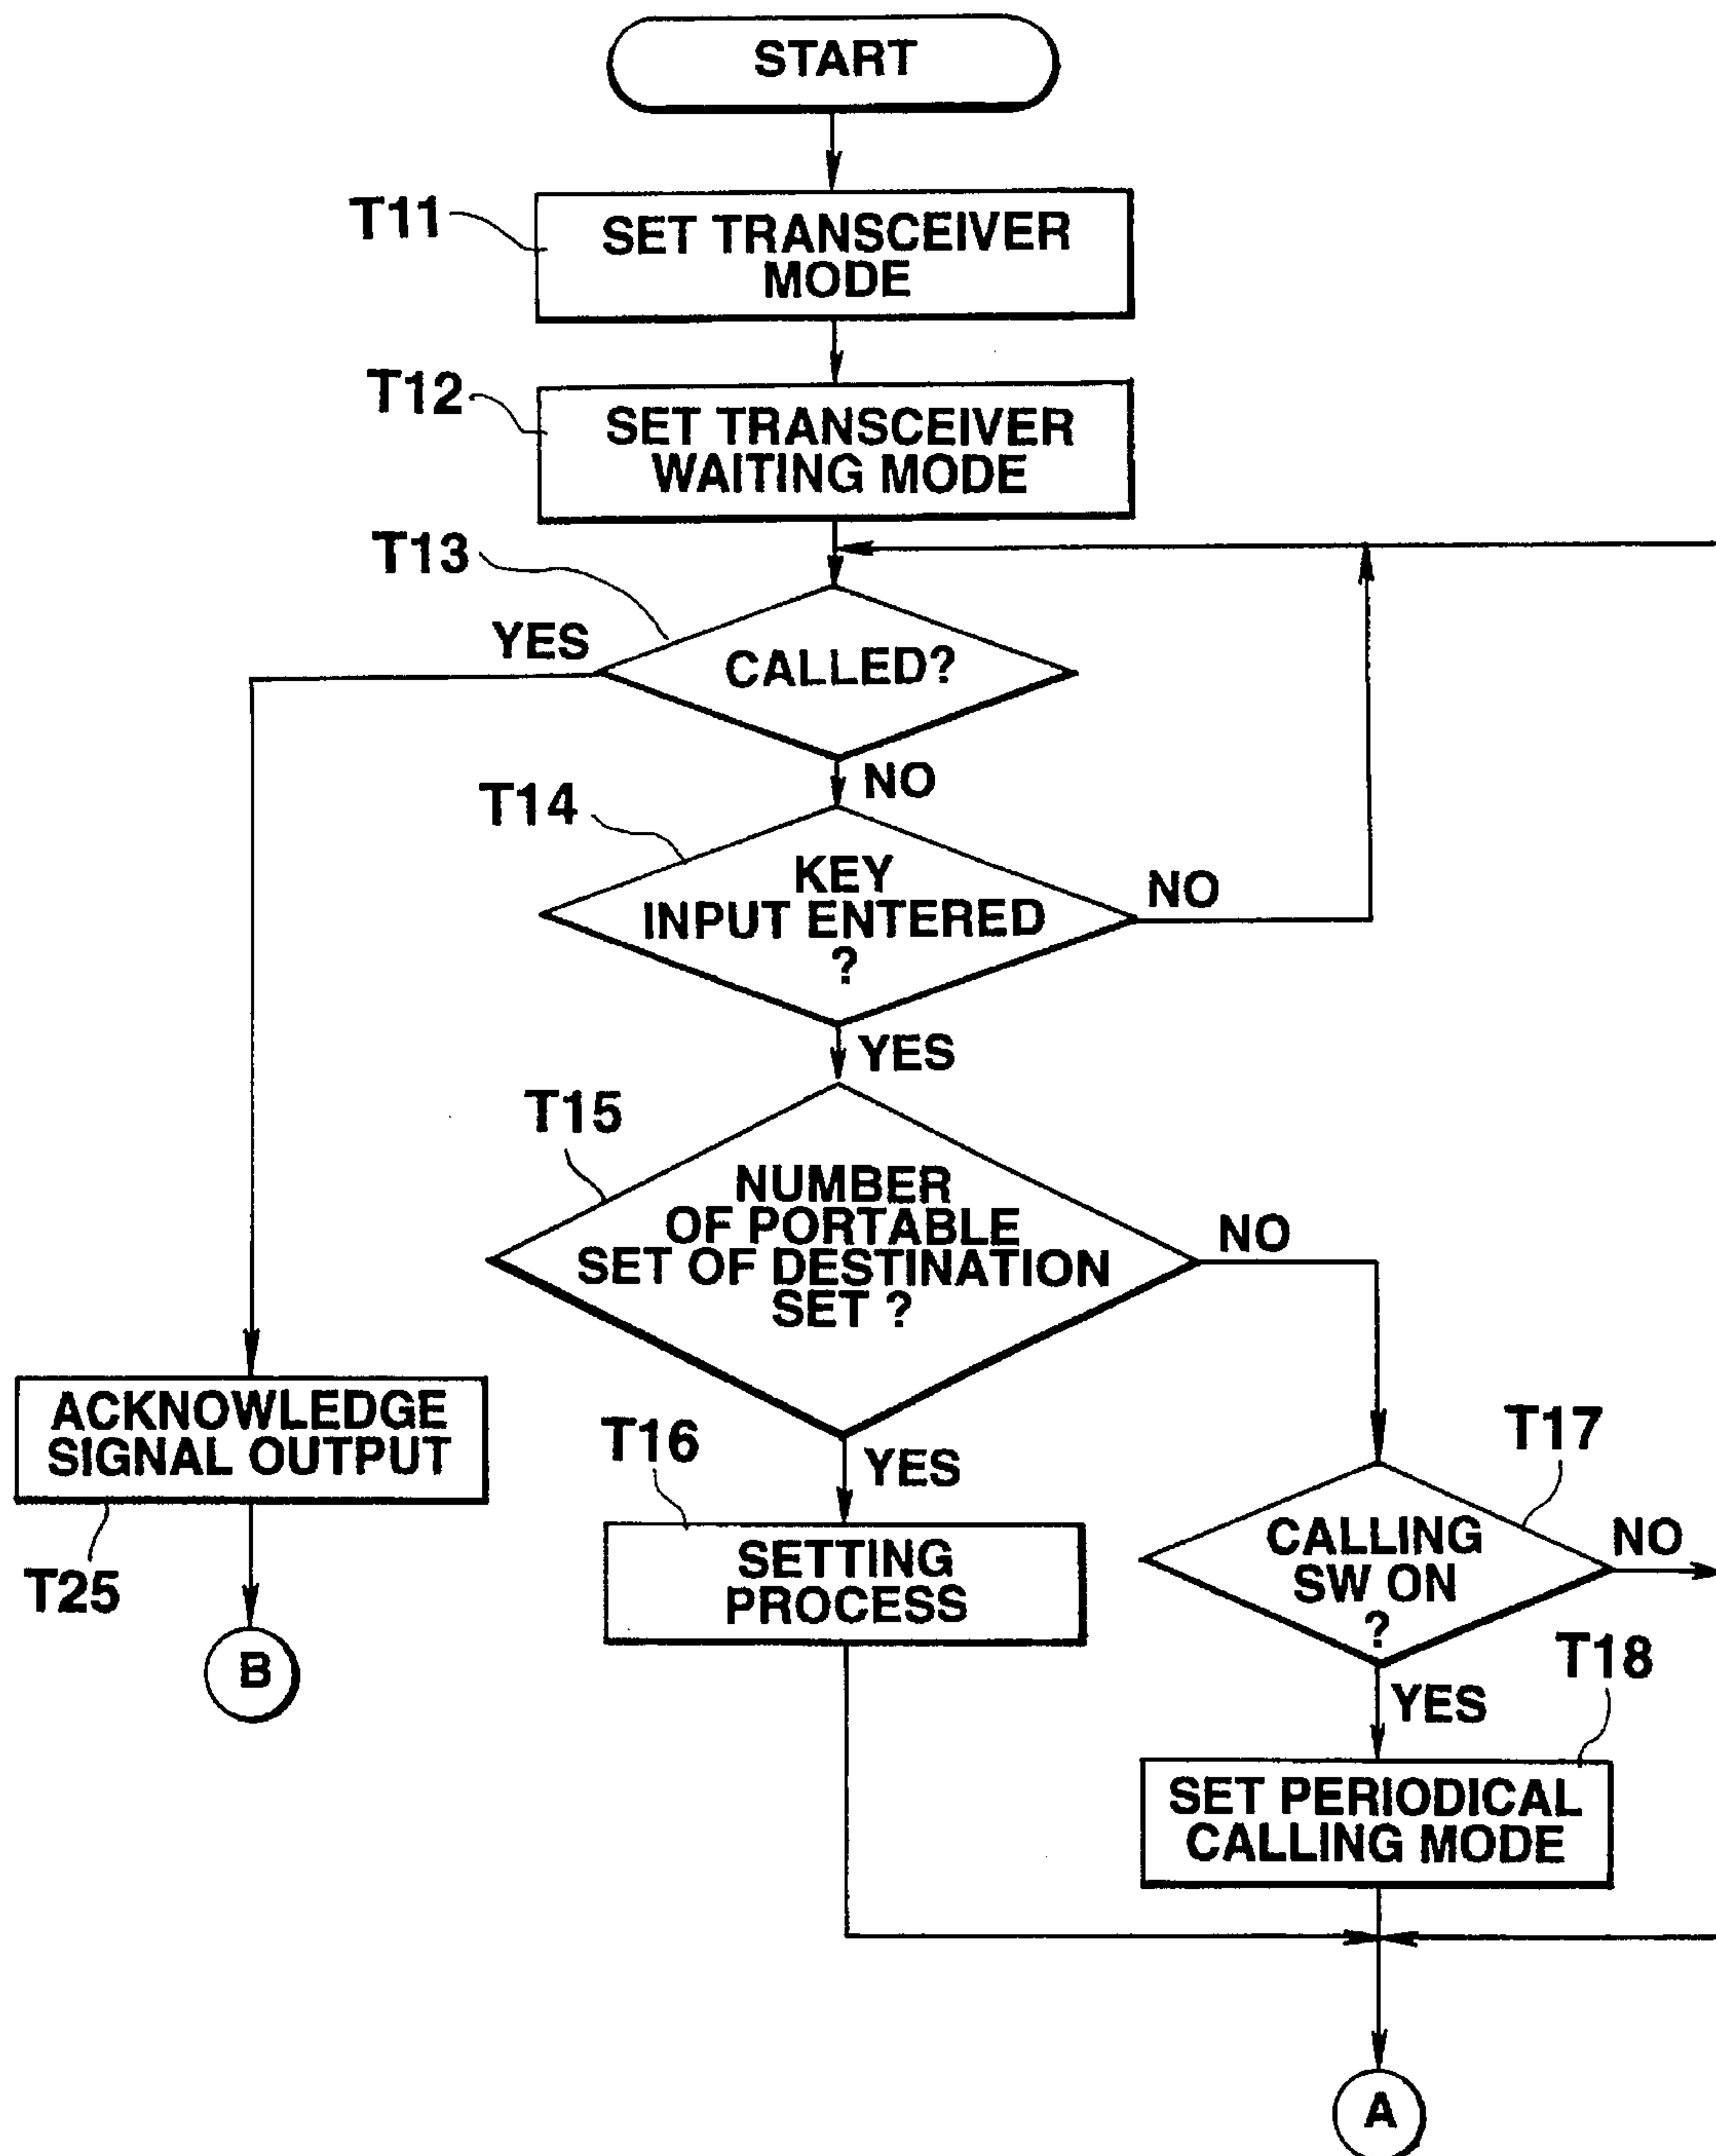 START
T11
SET TRANSCEIVER
MODE
T12
SET TRANSCEIVER
WAITING MODE
T13
YES
CALLED?
NO
T14
KEY
INPUT ENTERED
?
NO
YES
T15
NUMBER
OF PORTABLE
SET OF DESTINATION
SET ?
NO
ACKNOWLEDGE
SIGNAL OUTPUT
T25
B
T16
YES
SETTING
PROCESS
T17
CALLING
SW ON
?
NO
T18
YES
SET PERIODICAL
CALLING MODE
A